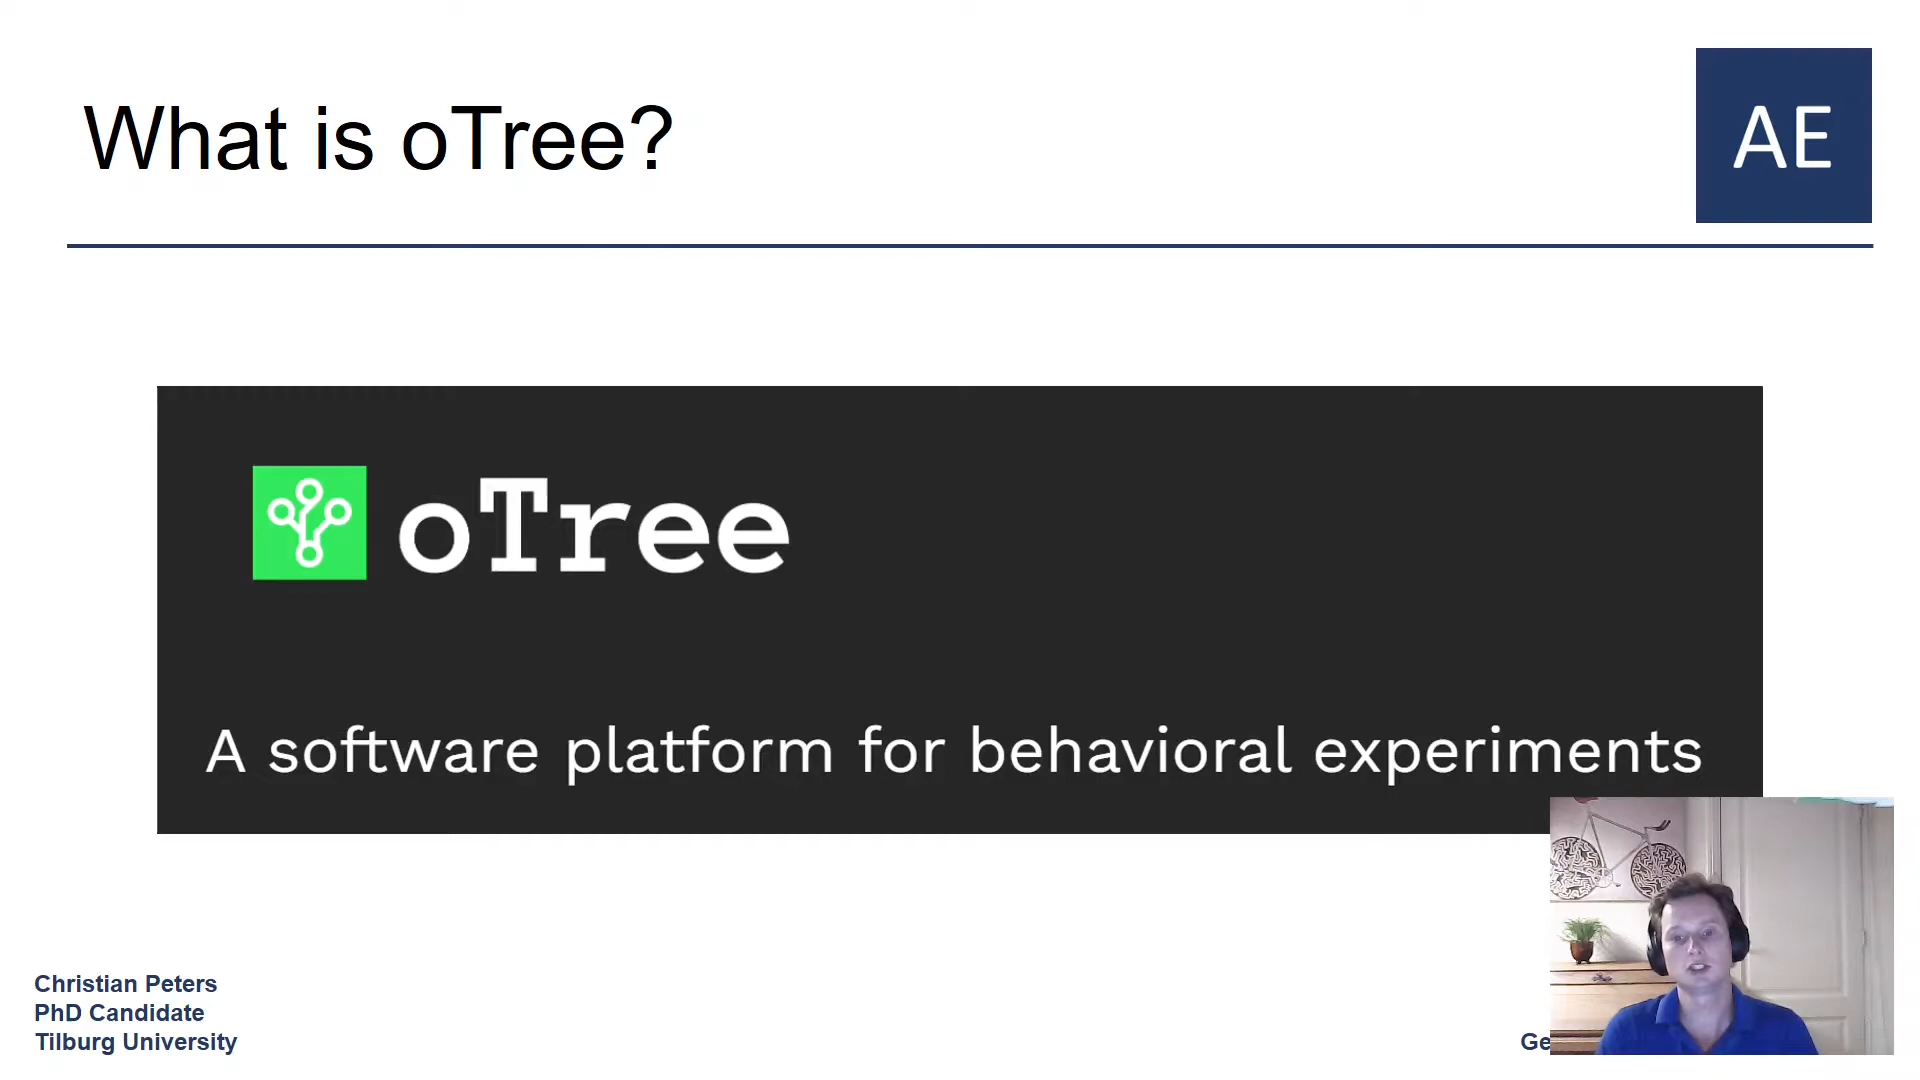 What is oTree?
AE
oTree
A software platform for behavioral experiments
Christian Peters
PhD Candidate
Tilburg University